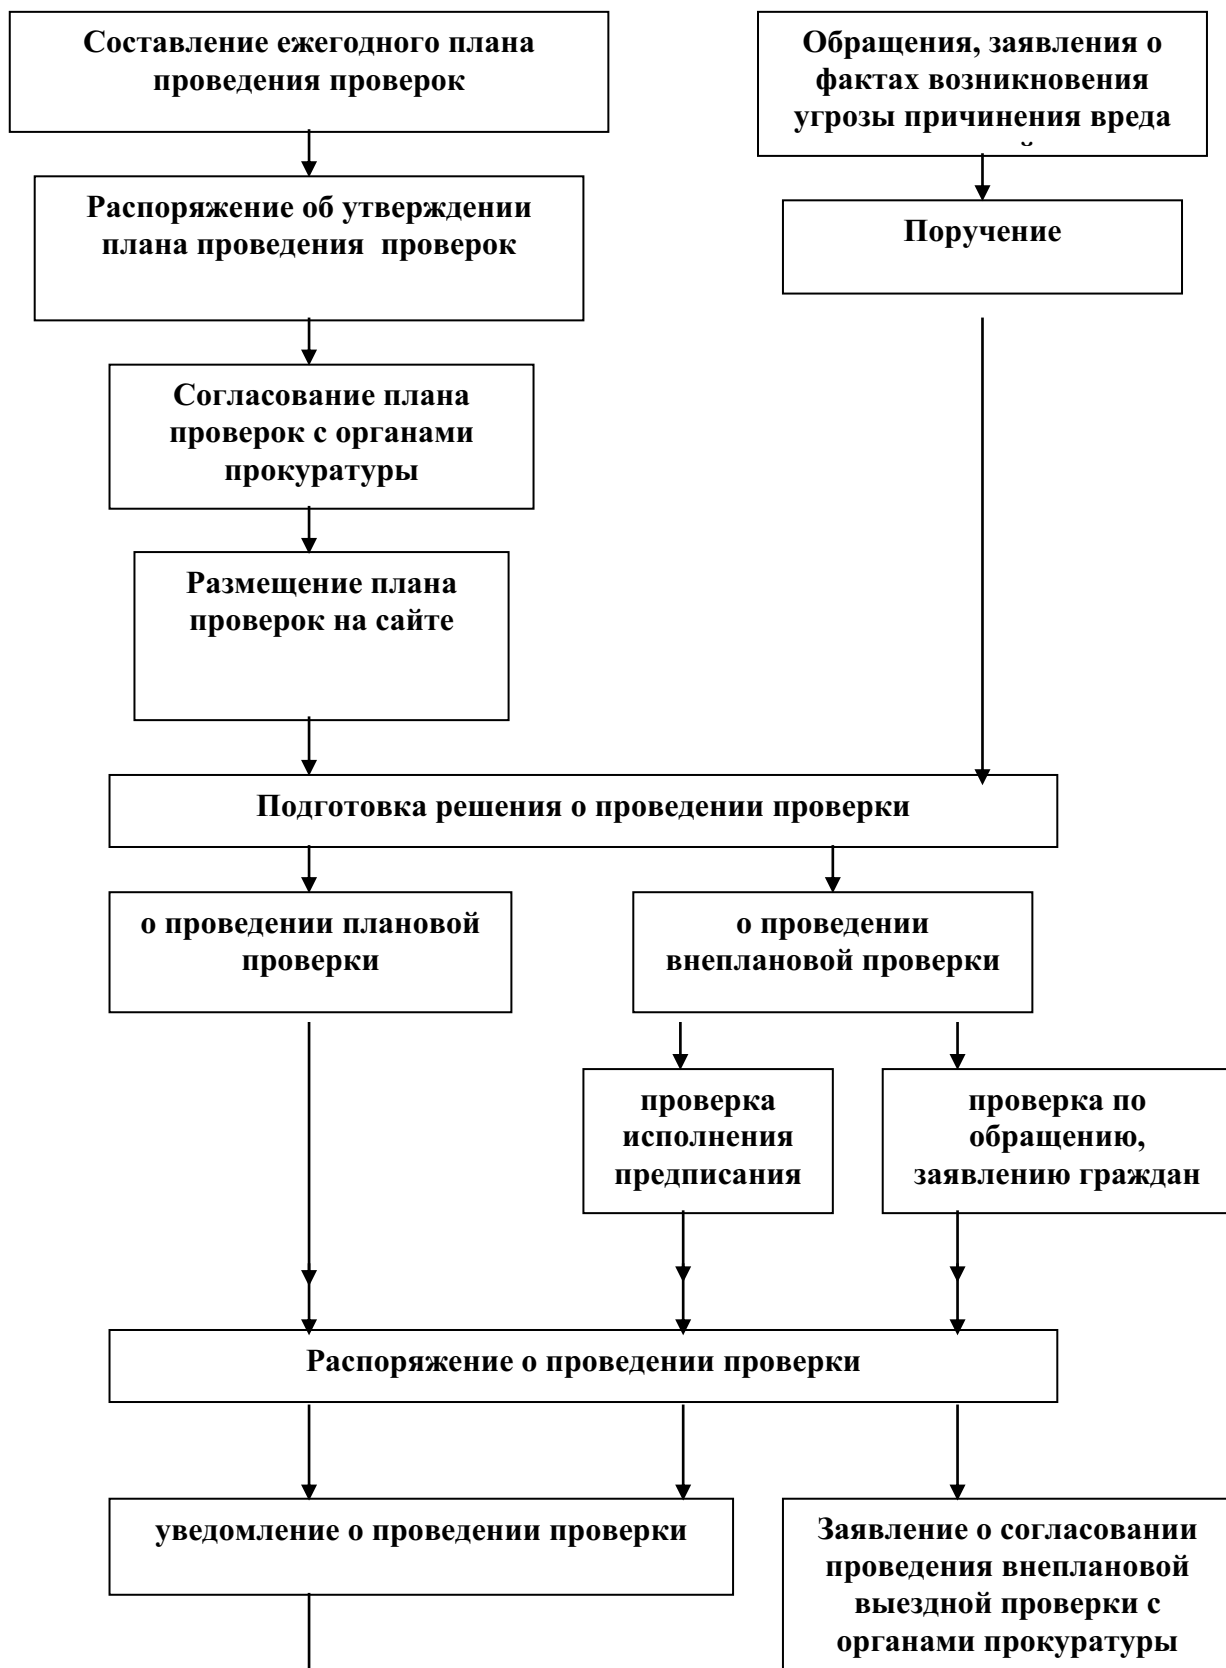 Составление ежегодного плана
проведения проверок
Обращения, заявления о
фактах возникновения
угрозы причинения вреда
Распоряжение об утверждении
плана проведения проверок
Поручение
Согласование плана
проверок с органами
прокуратуры
Размещение плана
проверок на сайте
Подготовка решения о проведении проверки
о проведении плановой
проверки
о проведении
внеплановой проверки
проверка
исполнения
предписания
проверка по
обращению,
заявлению граждан
Распоряжение о проведении проверки
уведомление о проведении проверки
Заявление о согласовании
проведения внеплановой
выездной проверки с
органами прокуратуры